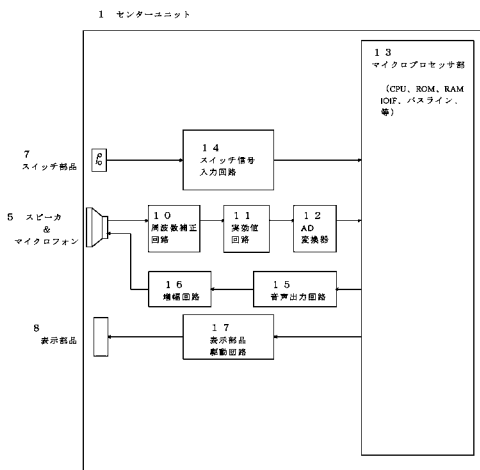 1 センターユニット
13
マイクロプロセッサ部
(CPU、ROM、RAM
IOIF、バスライン、
等)
7
スイッチ部品
14
スイッチ信号
入力回路
5 スピーカ
&
マイクロフォン
10
周波数補正
回路
11
実効値
回路
12
AD
変換器
16
増幅回路
15
音声出力回路
8
表示部品
17
表示部品
駆動回路